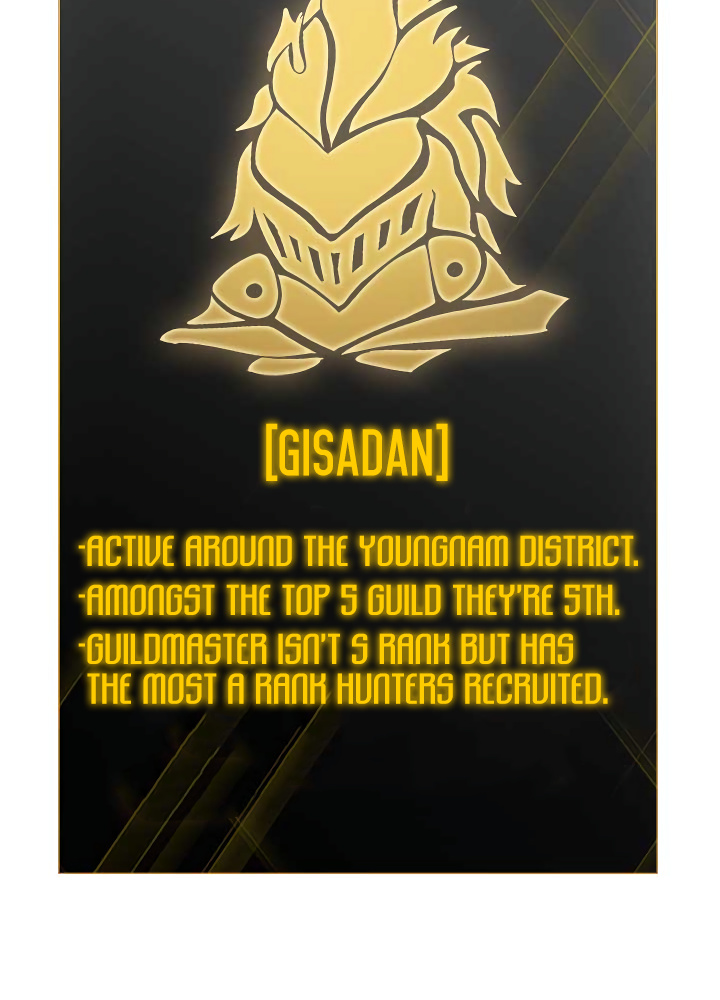 [GISADAN]
-ACTIVE AROUND THE YOUNGNAM DISTRICT.
-AMONGST THE TOP 5 GUILD THEY'RE 5TH.
-GUILDMASTER ISN'T S RANK BUT HAS
THE MOST A RANK HUNTERS RECRUITED.